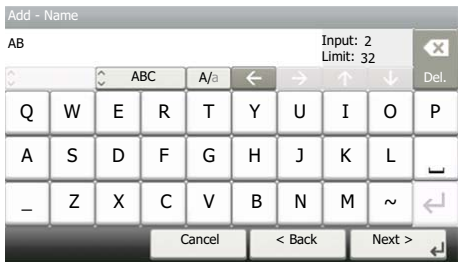 Add - Name
AB
Input: 2
Limit: 32
ABC A/a ← → ↑ ↓ Del.
Q W E R T Y U I O P
A S D F G H J K L
_ Z X C V B N M ~
Cancel < Back Next >